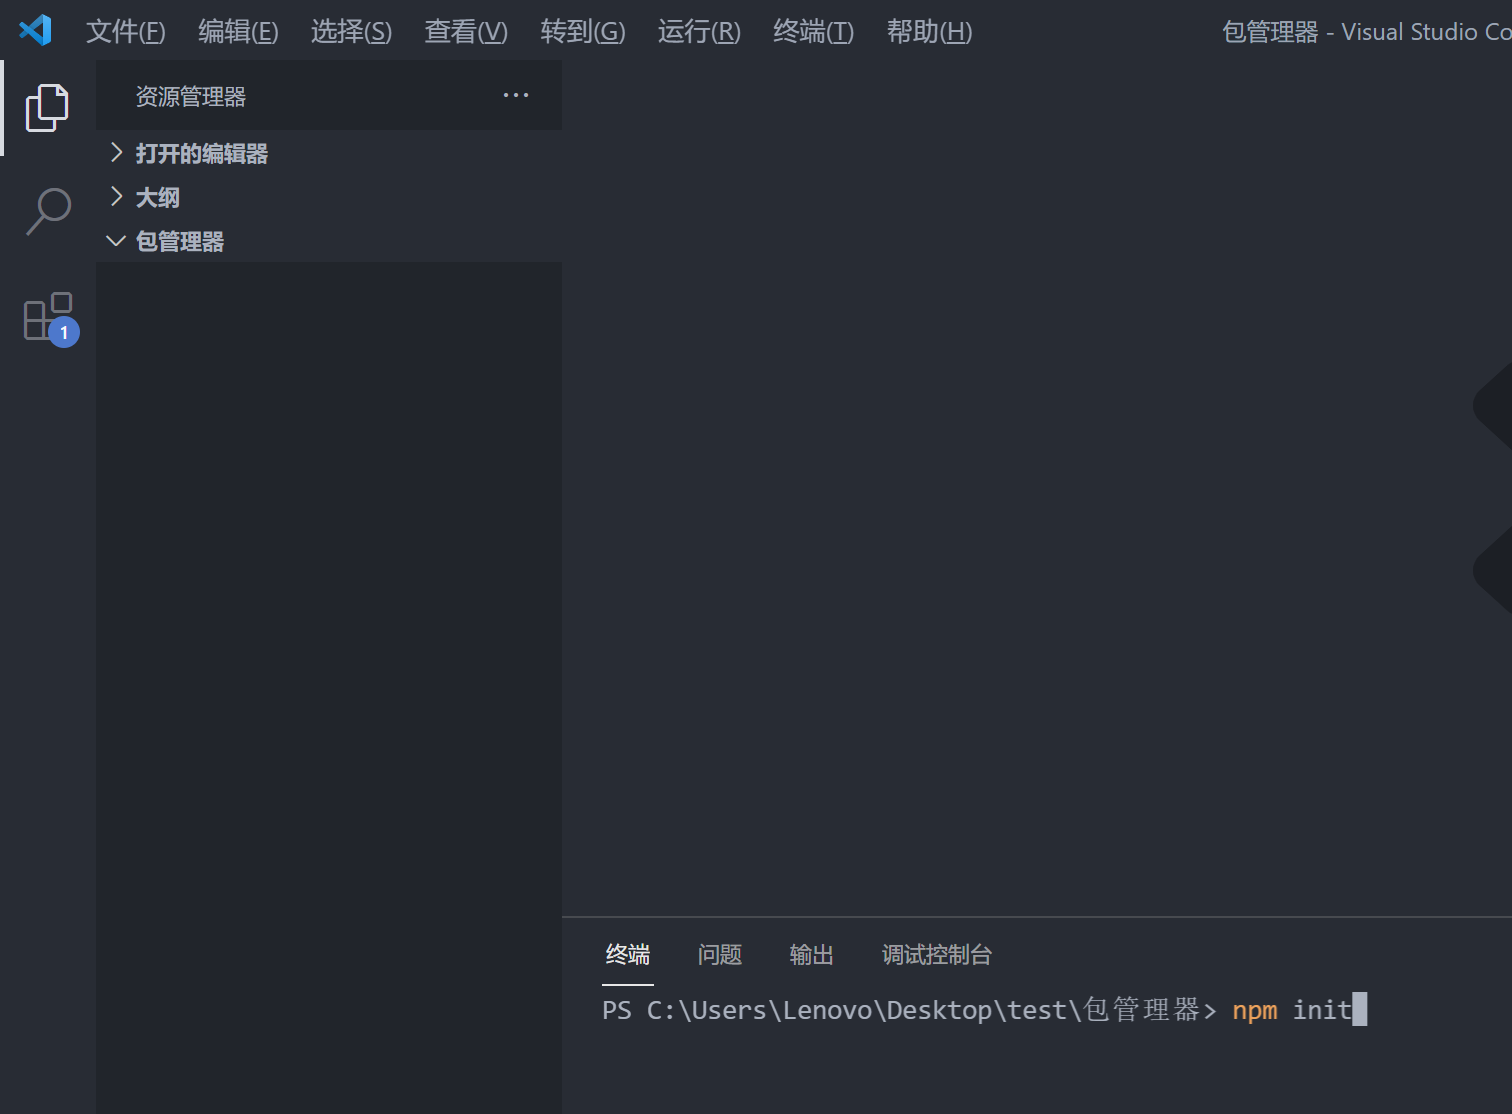 文件(F) 编辑(E) 选择(S) 查看(V) 转到(G) 运行(R) 终端(T) 帮助(H) 包管理器 - Visual Studio Co
资源管理器 ···
打开的编辑器
大纲
包管理器
1
终端 问题 输出 调试控制台
PS C:\Users\Lenovo\Desktop\test\包管理器> npm init